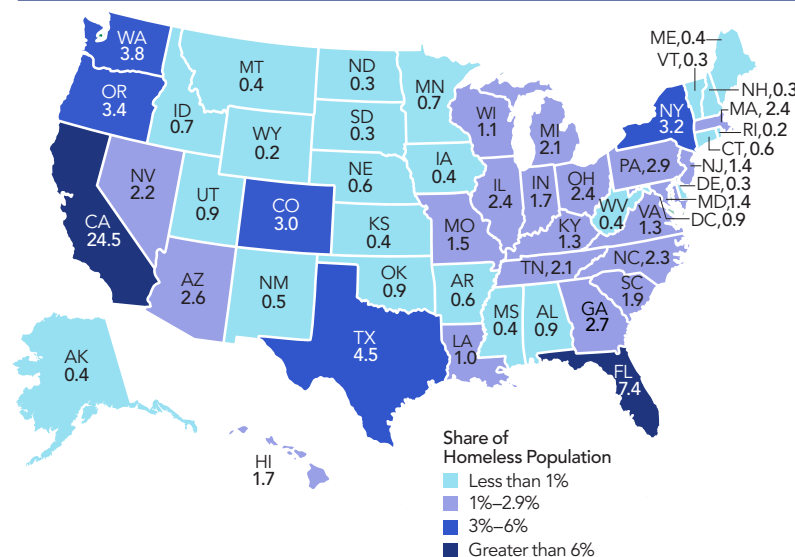 WA
3.8
OR
3.4
CA
24.5
NV
2.2
ID
0.7
MT
0.4
WY
0.2
UT
0.9
CO
3.0
AZ
2.6
NM
0.5
ND
0.3
SD
0.3
NE
0.6
KS
0.4
OK
0.9
TX
4.5
MN
0.7
IA
0.4
MO
1.5
AR
0.6
LA
1.0
WI
1.1
IL
2.4
MI
2.1
IN
1.7
OH
2.4
KY
1.3
TN, 2.1
MS
0.4
AL
0.9
GA
2.7
FL
7.4
SC
1.9
NC, 2.3
VA
1.3
WV
0.4
PA, 2.9
NY
3.2
ME, 0.4
VT, 0.3
NH, 0.3
MA, 2.4
RI, 0.2
CT, 0.6
NJ, 1.4
DE, 0.3
MD, 1.4
DC, 0.9
AK
0.4
HI
1.7
Share of
Homeless Population
Less than 1%
1%–2.9%
3%–6%
Greater than 6%